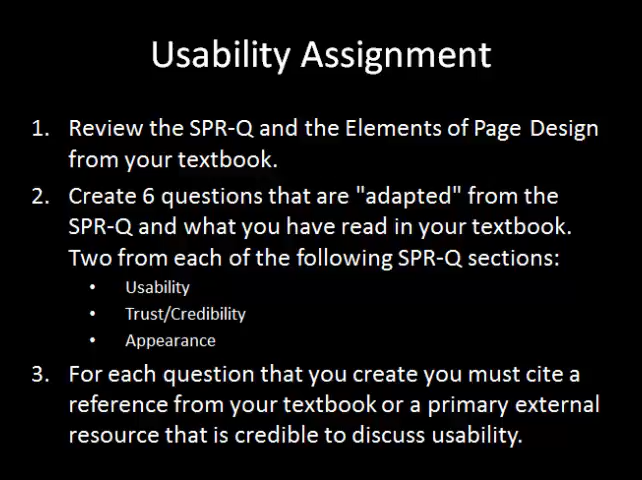 Usability Assignment
1. Review the SPR-Q and the Elements of Page Design
from your textbook.
2. Create 6 questions that are "adapted" from the
SPR-Q and what you have read in your textbook.
Two from each of the following SPR-Q sections:
• Usability
• Trust/Credibility
• Appearance
3. For each question that you create you must cite a
reference from your textbook or a primary external
resource that is credible to discuss usability.